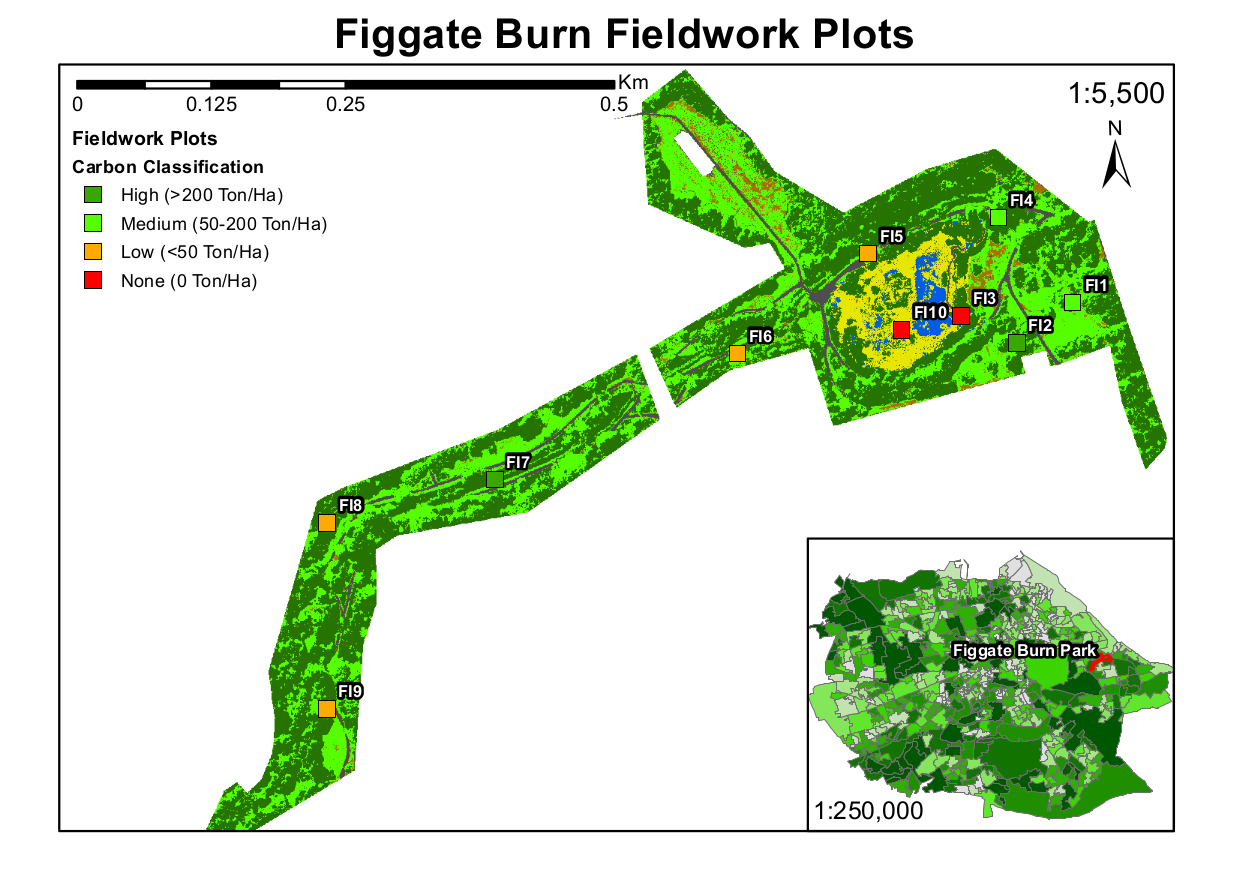 Figgate Burn Fieldwork Plots
Km
0 0.125 0.25 0.5
1:5,500
N
Fieldwork Plots
Carbon Classification
High (>200 Ton/Ha)
Medium (50-200 Ton/Ha)
Low (<50 Ton/Ha)
None (0 Ton/Ha)
FI4
FI5
FI1
FI3
FI10
FI2
FI6
FI7
FI8
FI9
Figgate Burn Park
1:250,000